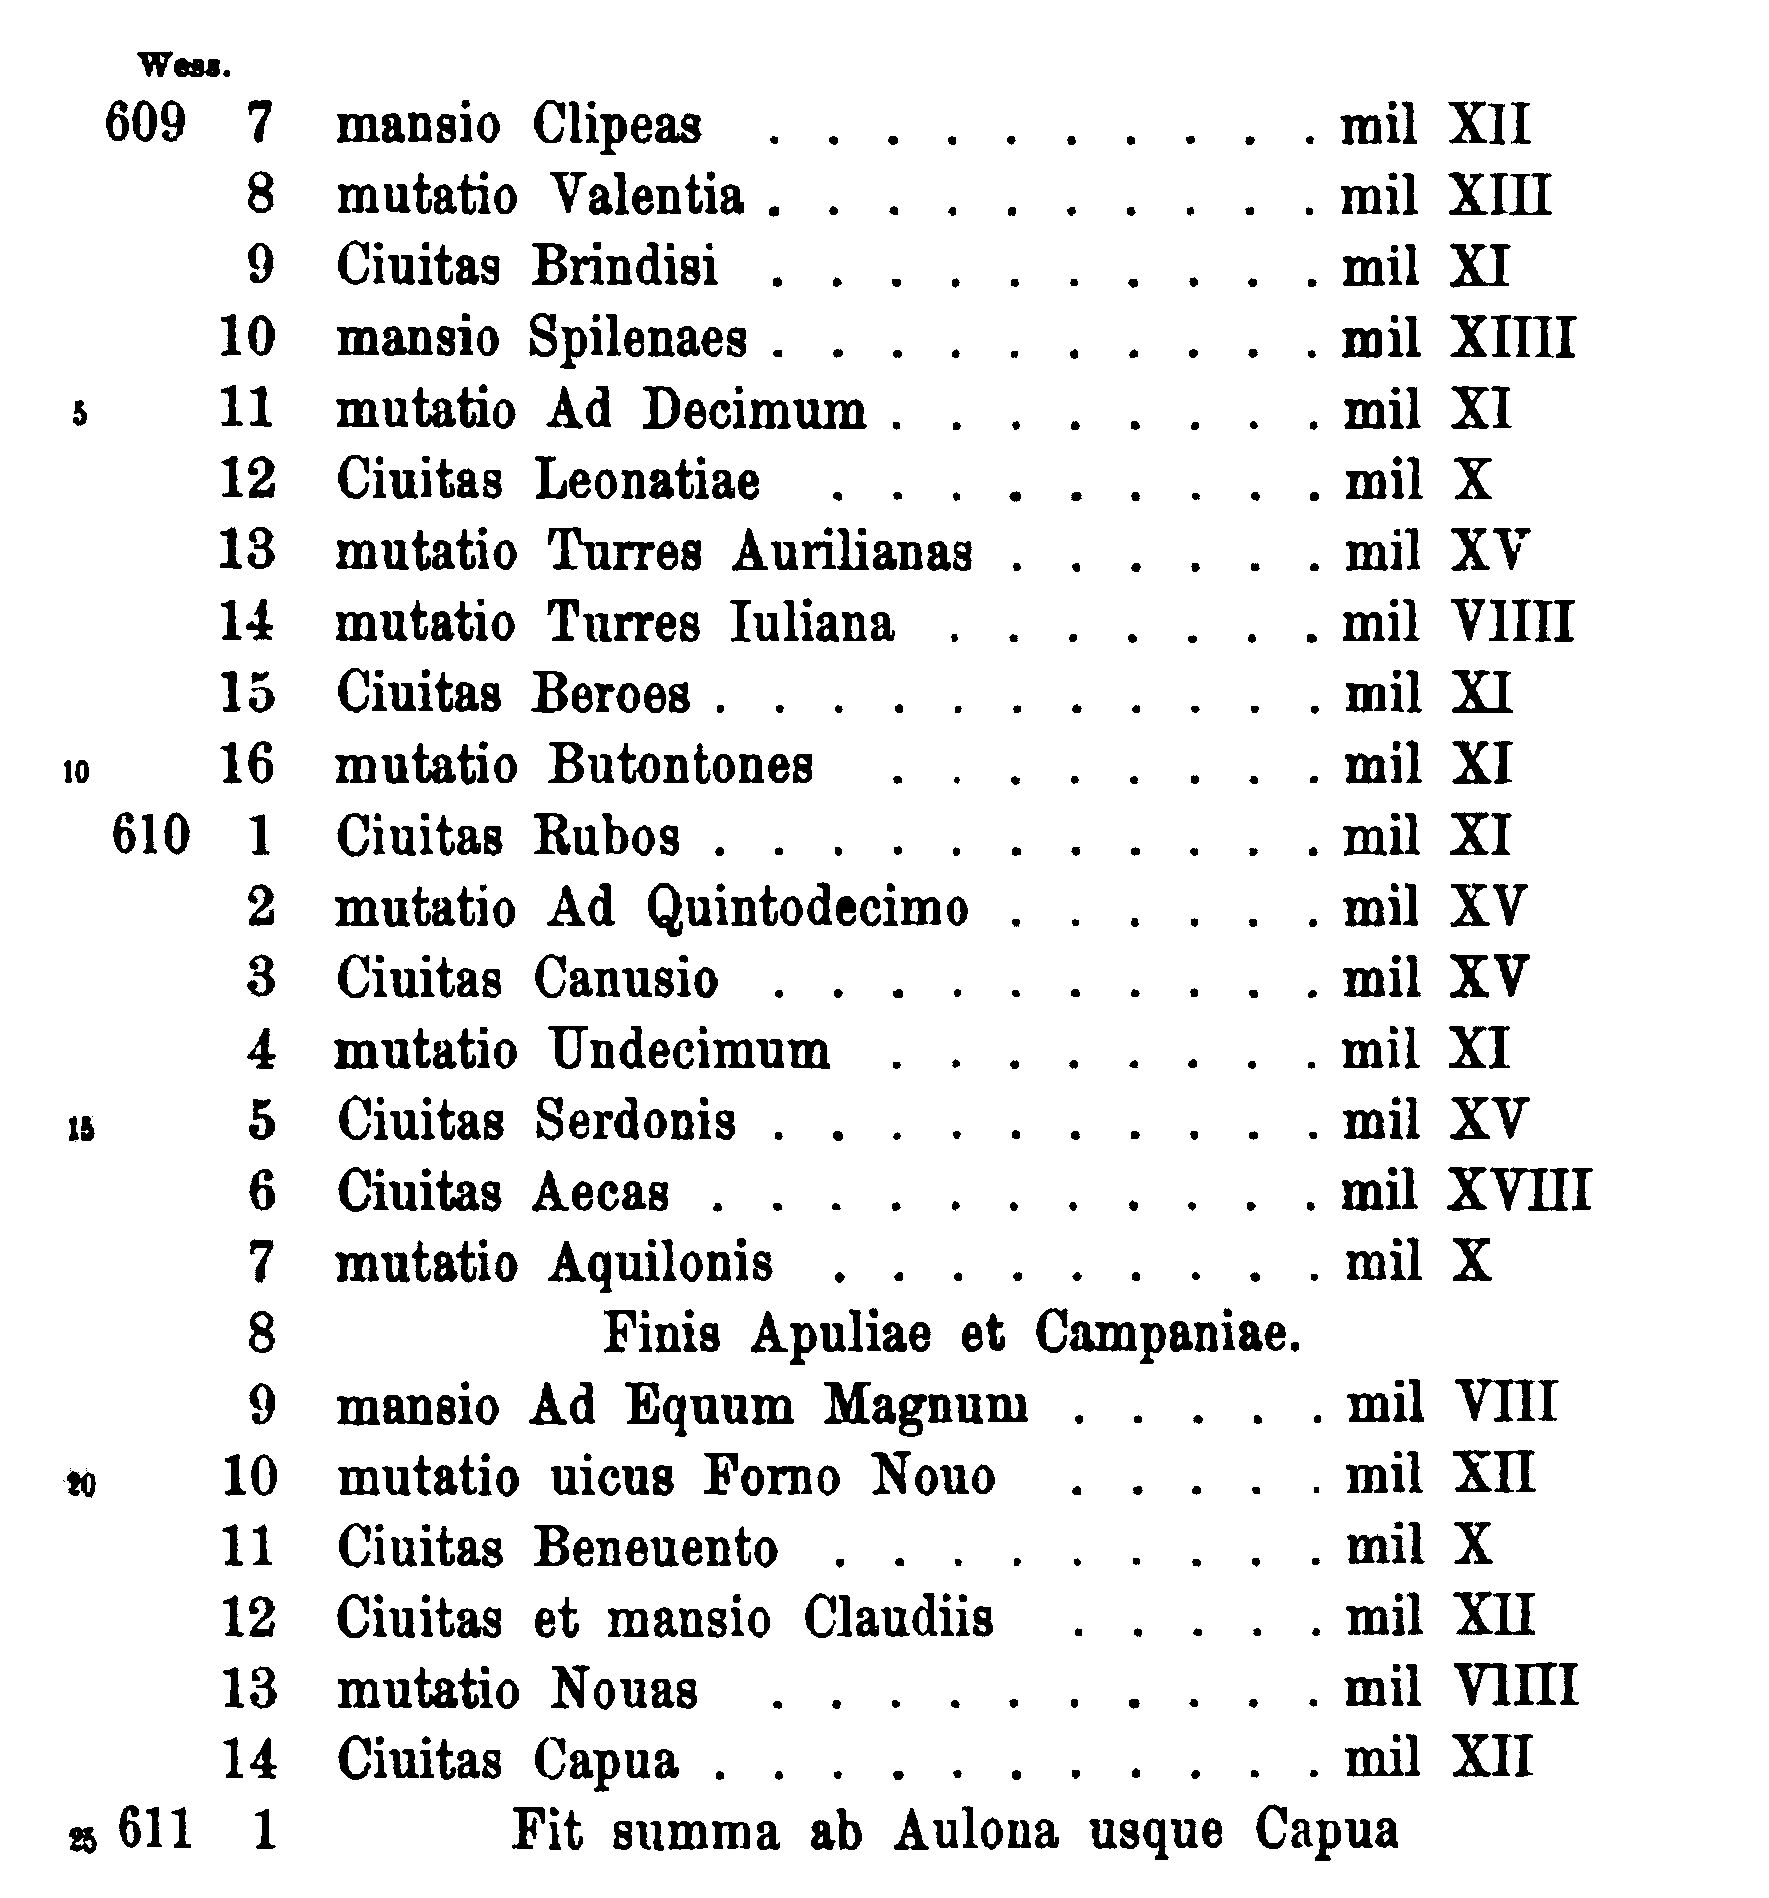 Wess.
609 7 mansio Clipeas . . . . . . . . . . mil XII
8 mutatio Valentia . . . . . . . . . . mil XIII
9 Ciuitas Brindisi . . . . . . . . . . mil XI
10 mansio Spilenaes . . . . . . . . . . mil XIIII
5 11 mutatio Ad Decimum . . . . . . . . mil XI
12 Ciuitas Leonatiae . . . . . . . . . mil X
13 mutatio Turres Aurilianas . . . . . . mil XV
14 mutatio Turres Iuliana . . . . . . . mil VIIII
15 Ciuitas Beroes . . . . . . . . . . . mil XI
10 16 mutatio Butontones . . . . . . . . mil XI
610 1 Ciuitas Rubos . . . . . . . . . . . mil XI
2 mutatio Ad Quintodecimo . . . . . . mil XV
3 Ciuitas Canusio . . . . . . . . . . mil XV
4 mutatio Undecimum . . . . . . . . mil XI
15 5 Ciuitas Serdonis . . . . . . . . . . mil XV
6 Ciuitas Aecas . . . . . . . . . . . mil XVIII
7 mutatio Aquilonis . . . . . . . . . mil X
8 Finis Apuliae et Campaniae.
9 mansio Ad Equum Magnum . . . . . mil VIII
20 10 mutatio uicus Forno Nouo . . . . . mil XII
11 Ciuitas Beneuento . . . . . . . . . mil X
12 Ciuitas et mansio Claudiis . . . . . mil XII
13 mutatio Nouas . . . . . . . . . . mil VIIII
14 Ciuitas Capua . . . . . . . . . . . mil XII
25 611 1 Fit summa ab Aulona usque Capua